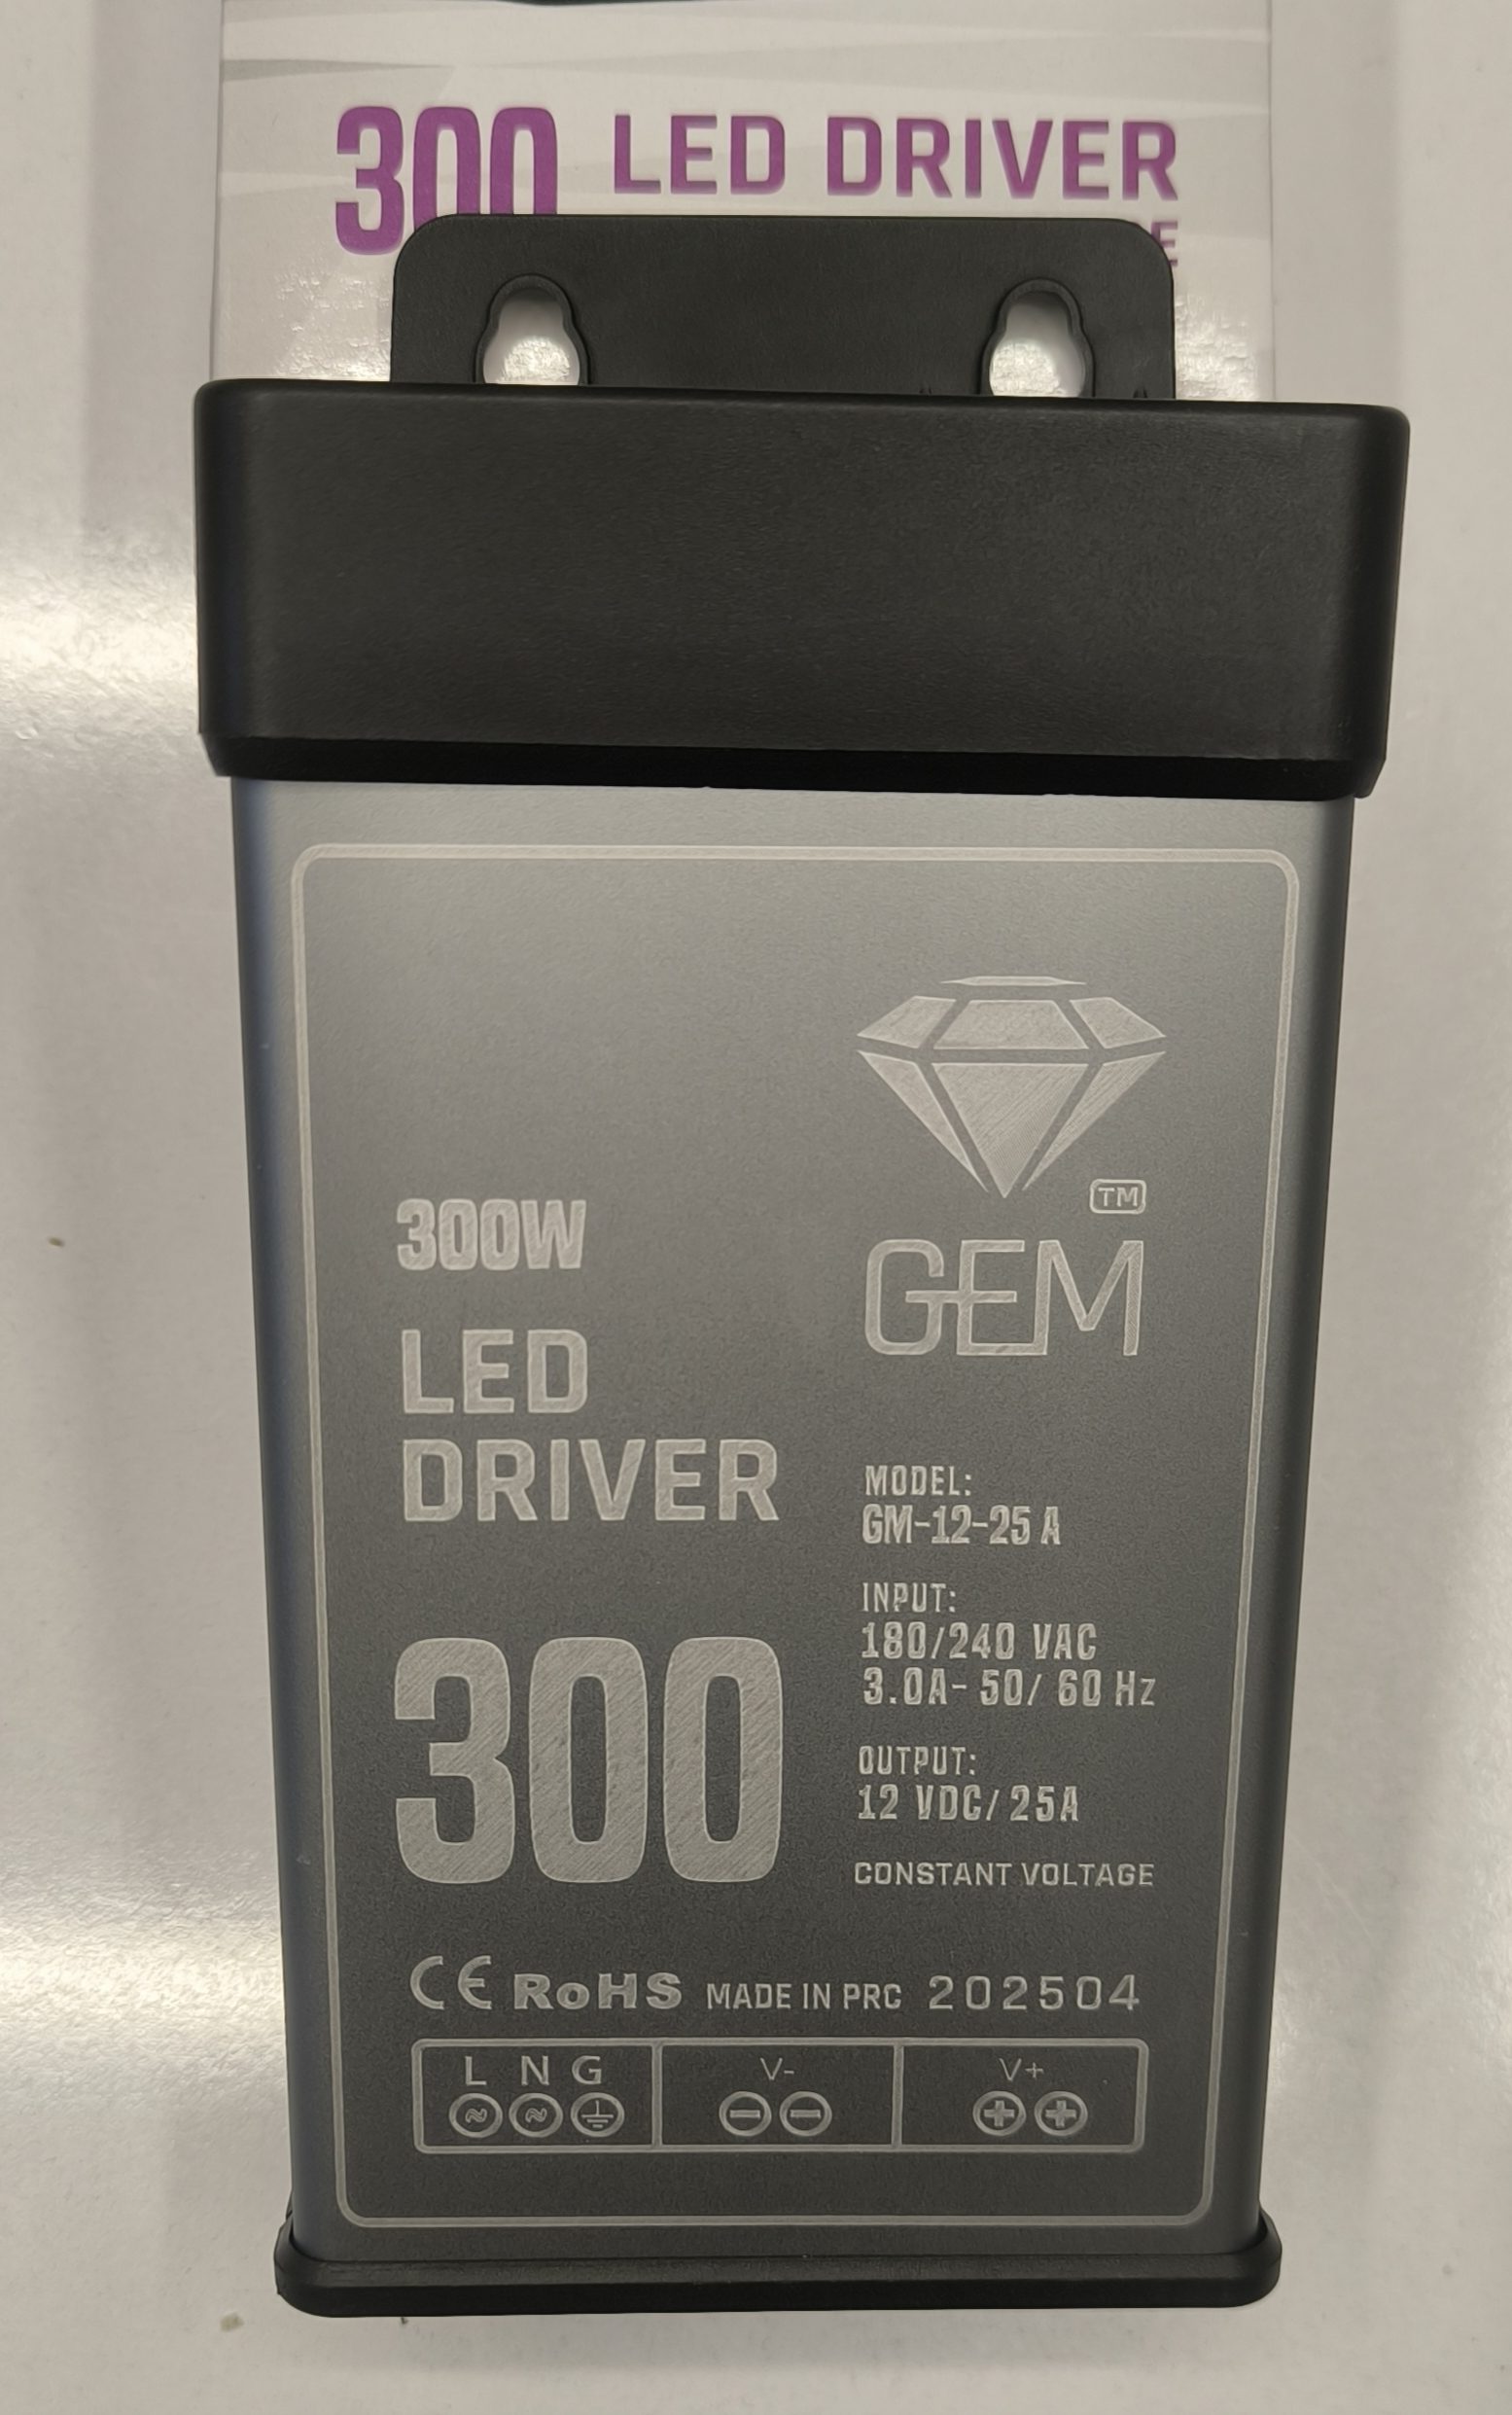 300 LED DRIVER
300W
LED
DRIVER
300
TM
GEM
MODEL:
GM-12-25 A
INPUT:
180/240 VAC
3.0A- 50/ 60 Hz
OUTPUT:
12 VDC/ 25A
CONSTANT VOLTAGE
CE RoHS MADE IN PRC 202504
L N G V- V+